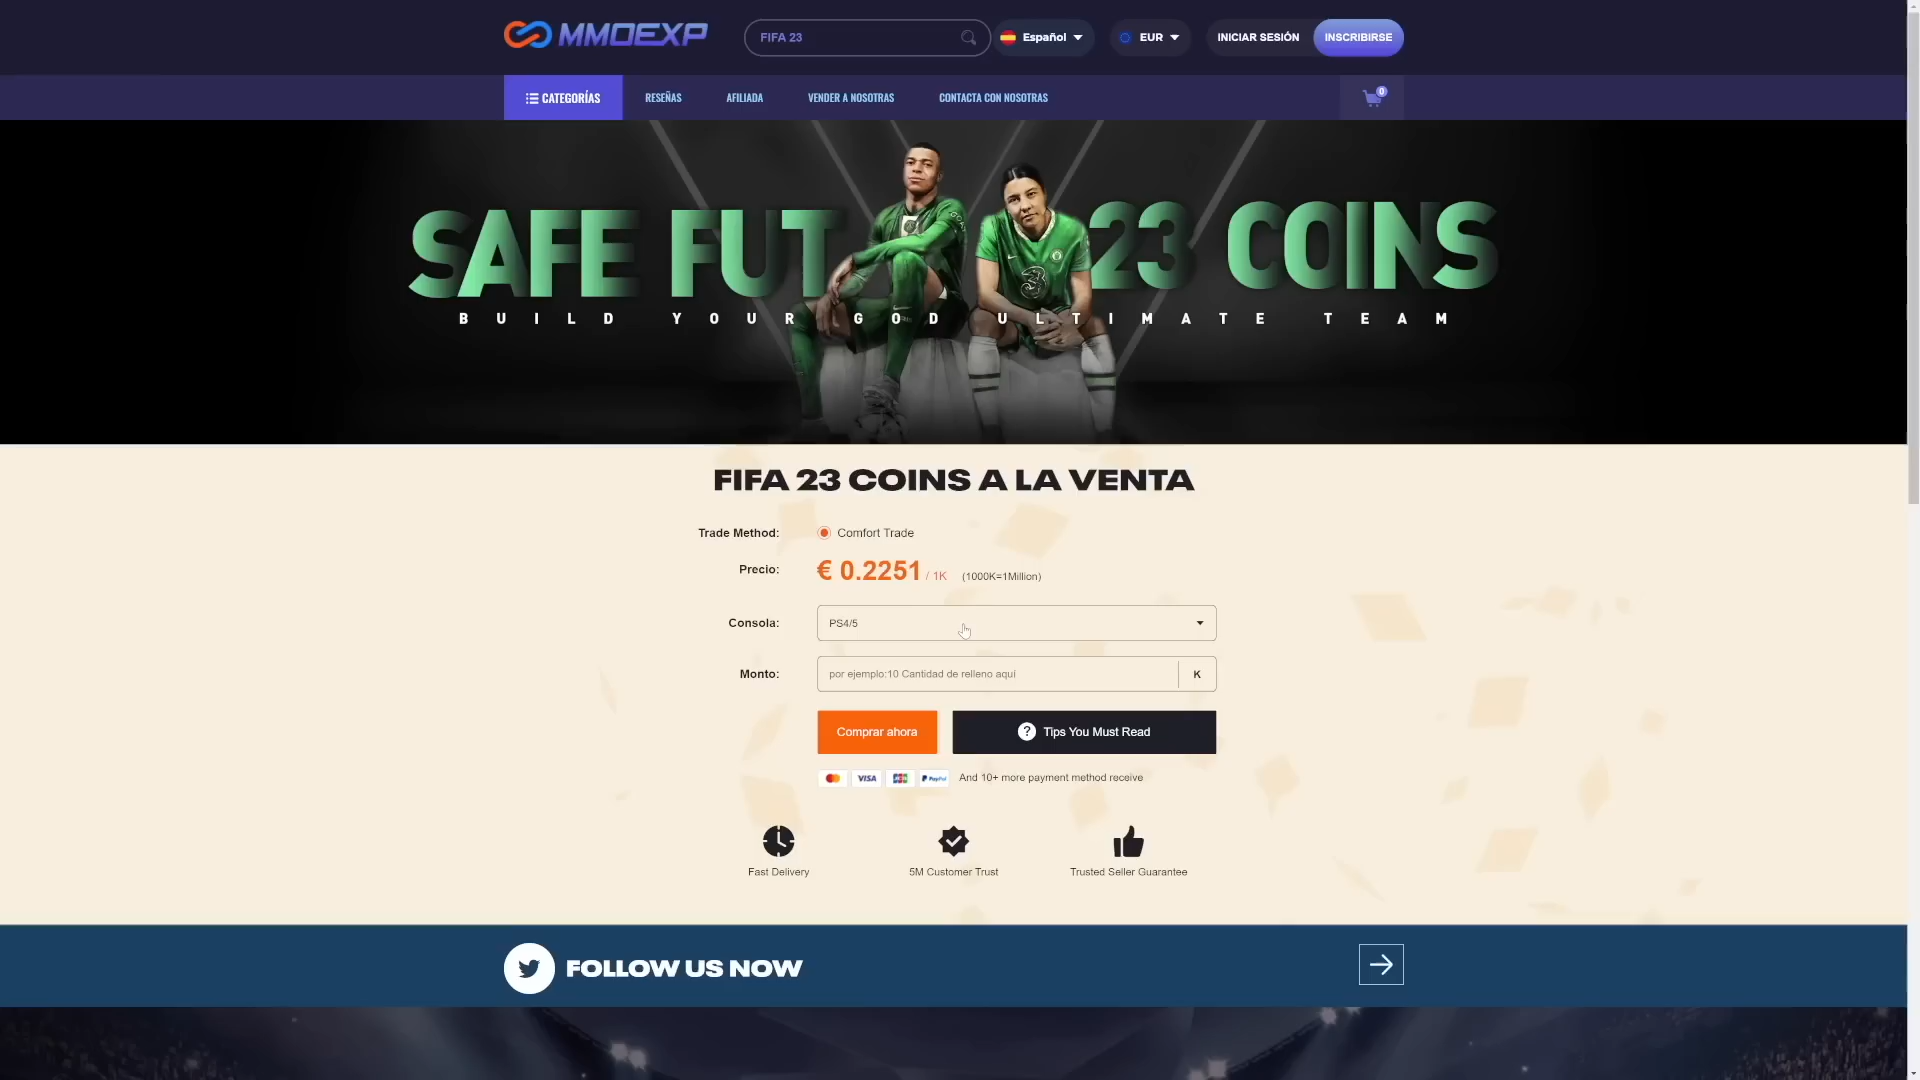 MMOEXP
FIFA 23
Español
EUR
INICIAR SESIÓN
INSCRIBIRSE
CATEGORÍAS
RESEÑAS
AFILIADA
VENDER A NOSOTRAS
CONTACTA CON NOSOTRAS
0
SAFE FUT 23 COINS
BUILD YOUR GOD ULTIMATE TEAM
FIFA 23 COINS A LA VENTA
Trade Method: Comfort Trade
Precio: € 0.2251 / 1K (1000K=1Million)
Consola: PS4/5
Monto: por ejemplo:10 Cantidad de relleno aquí K
Comprar ahora
? Tips You Must Read
VISA JCB PayPal And 10+ more payment method receive
Fast Delivery
5M Customer Trust
Trusted Seller Guarantee
FOLLOW US NOW